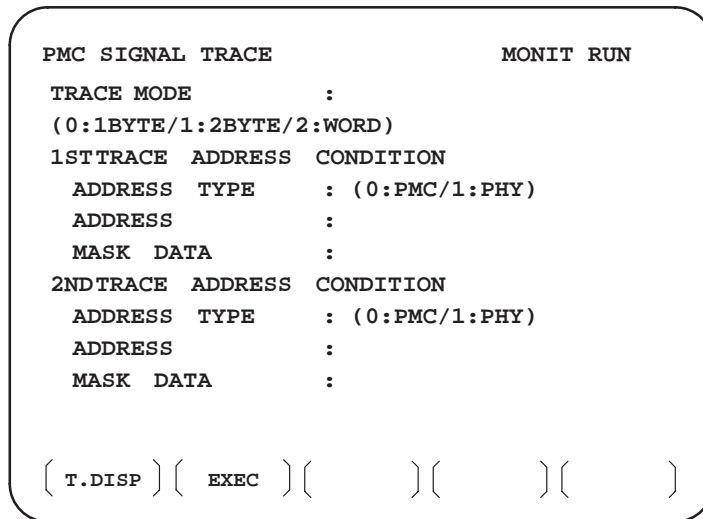 PMC SIGNAL TRACE MONIT RUN
TRACE MODE :
(0:1BYTE/1:2BYTE/2:WORD)
1STTRACE ADDRESS CONDITION
ADDRESS TYPE : (0:PMC/1:PHY)
ADDRESS :
MASK DATA :
2NDTRACE ADDRESS CONDITION
ADDRESS TYPE : (0:PMC/1:PHY)
ADDRESS :
MASK DATA :
[T.DISP] [EXEC] [ ] [ ] [ ]